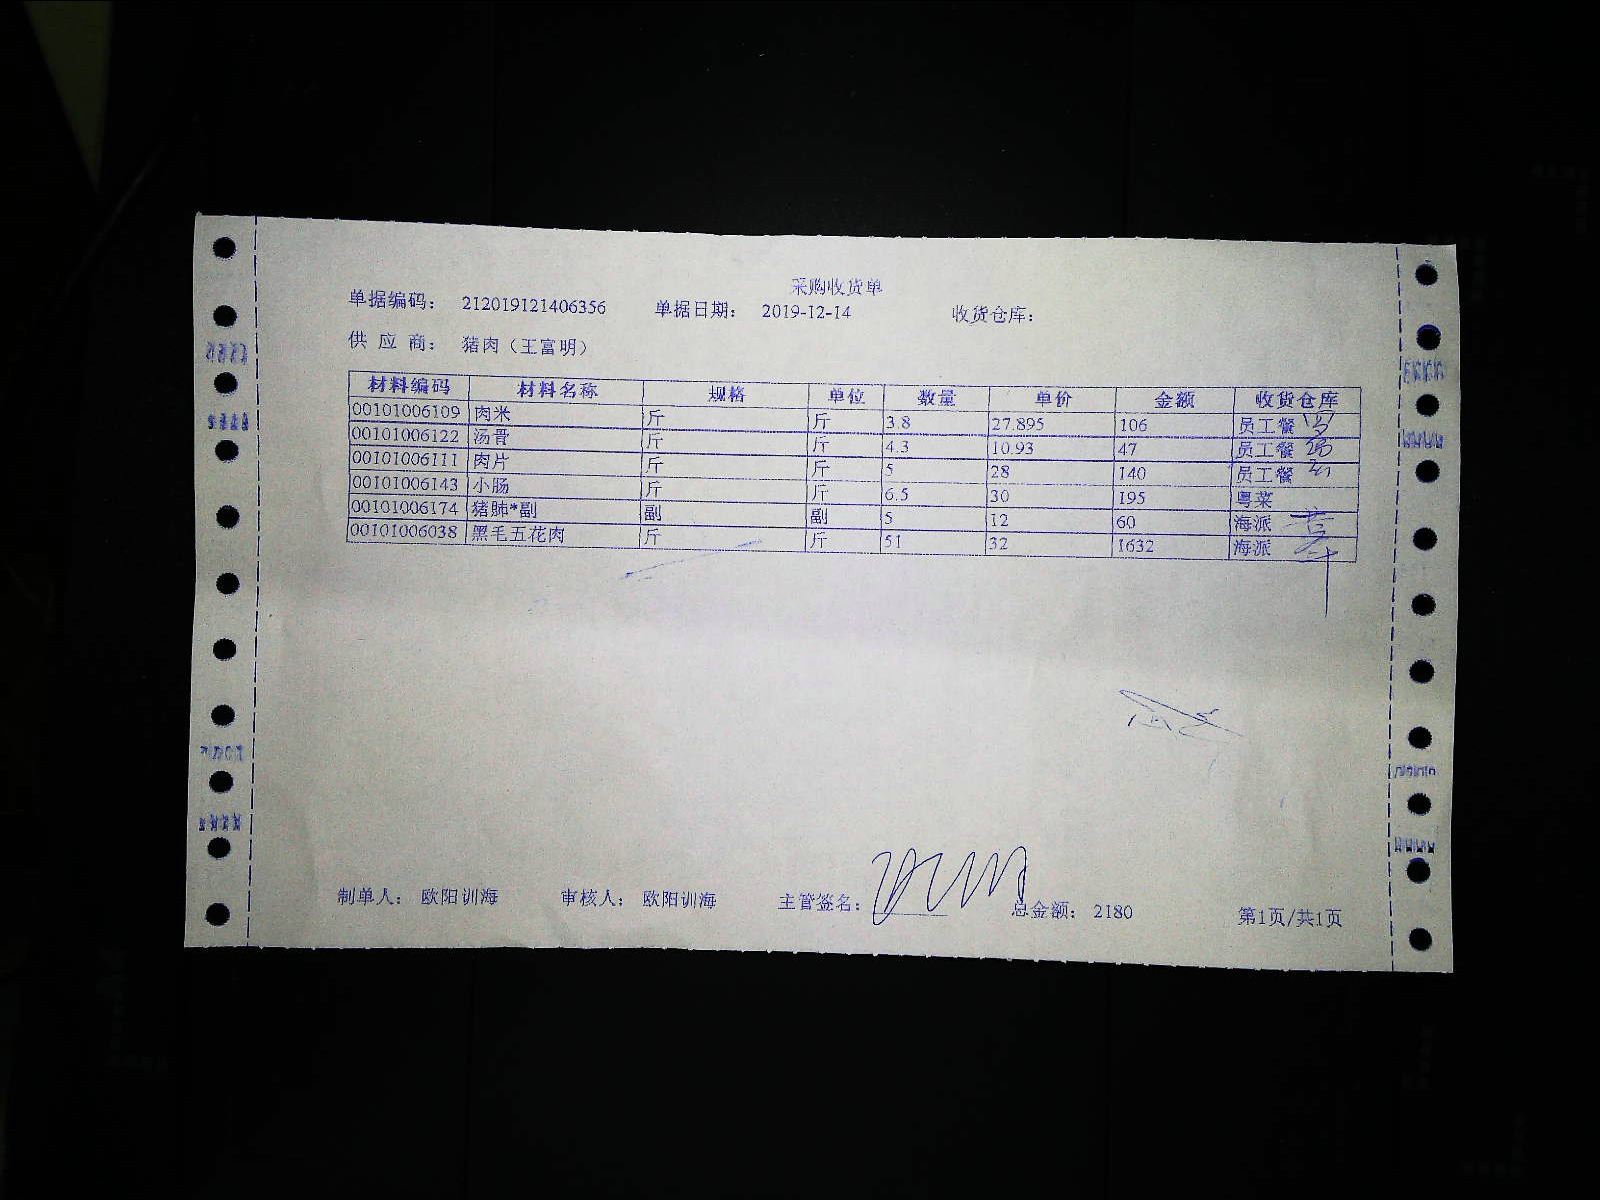 采购收货单
单据编码： 212019121406356 单据日期： 2019-12-14 收货仓库：
供 应 商： 猪肉（王富明）
材料编码 材料名称 规格 单位 数量 单价 金额 收货仓库
00101006109 肉米 斤 斤 3.8 27.895 106 员工餐
00101006122 汤骨 斤 斤 4.3 10.93 47 员工餐
00101006111 肉片 斤 斤 5 28 140 员工餐
00101006143 小肠 斤 斤 6.5 30 195 粤菜
00101006174 猪肺*副 副 副 5 12 60 海派
00101006038 黑毛五花肉 斤 斤 51 32 1632 海派
制单人： 欧阳训海 审核人： 欧阳训海 主管签名： 总金额： 2180 第1页/共1页